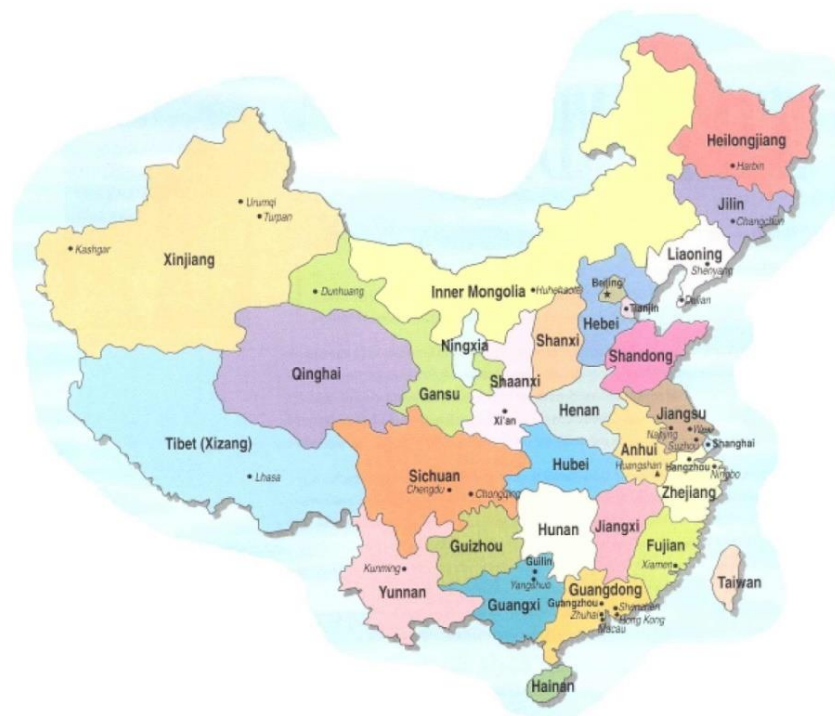 Heilongjiang
Harbin
Jilin
Changchun
Urumqi
Turpan
Liaoning
Shenyang
Kashgar
Xinjiang
Dunhuang
Inner Mongolia
Beijing
Tianjin
Hebei
Ningxia
Shanxi
Shandong
Qinghai
Gansu
Shaanxi
Xi'an
Henan
Jiangsu
Nanjing
Suzhou
Shanghai
Tibet (Xizang)
Anhui
Huangshan
Hangzhou
Ningbo
Lhasa
Sichuan
Chengdu
Chongqing
Hubei
Zhejiang
Hunan
Jiangxi
Guizhou
Fujian
Xiamen
Kunming
Yunnan
Guilin
Yangshuo
Guangxi
Guangdong
Guangzhou
Shenzhen
Zhuhai
Hong Kong
Macau
Taiwan
Hainan